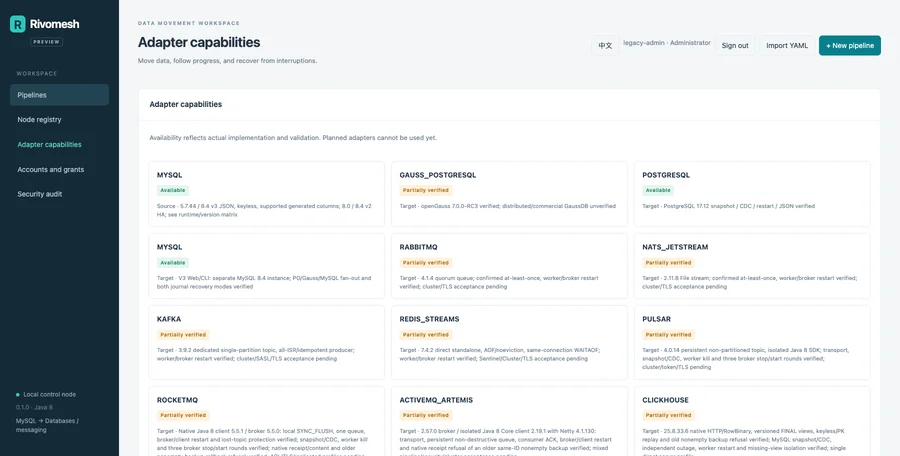 R Rivomesh
PREVIEW
WORKSPACE
Pipelines
Node registry
Adapter capabilities
Accounts and grants
Security audit
Local control node
0.1.0 · Java 8
MySQL → Databases /
messaging
DATA MOVEMENT WORKSPACE
Adapter capabilities
Move data, follow progress, and recover from interruptions.
中文
legacy-admin · Administrator
Sign out
Import YAML
+ New pipeline
Adapter capabilities
Availability reflects actual implementation and validation. Planned adapters cannot be used yet.
MYSQL
Available
Source · 5.7.44 / 8.4 v3 JSON, keyless, supported generated columns; 8.0 / 8.4 v2
HA; see runtime/version matrix
GAUSS_POSTGRESQL
Partially verified
Target · openGauss 7.0.0-RC3 verified; distributed/commercial GaussDB unverified
POSTGRESQL
Available
Target · PostgreSQL 17.12 snapshot / CDC / restart / JSON verified
MYSQL
Available
Target · V3 Web/CLI: separate MySQL 8.4 instance; PG/Gauss/MySQL fan-out and
both journal recovery modes verified
RABBITMQ
Partially verified
Target · 4.1.4 quorum queue; confirmed at-least-once, worker/broker restart
verified; cluster/TLS acceptance pending
NATS_JETSTREAM
Partially verified
Target · 2.11.8 File stream; confirmed at-least-once, worker/broker restart verified;
cluster/TLS acceptance pending
KAFKA
Partially verified
Target · 3.9.2 dedicated single-partition topic, all-ISR/idempotent producer;
worker/broker restart verified; cluster/SASL/TLS acceptance pending
REDIS_STREAMS
Partially verified
Target · 7.4.2 direct standalone, AOF/noeviction, same-connection WAITAOF;
worker/broker restart verified; Sentinel/Cluster/TLS acceptance pending
PULSAR
Partially verified
Target · 4.0.14 persistent non-partitioned topic, isolated Java 8 SDK; transport,
snapshot/CDC, worker kill and three broker stop/start rounds verified;
cluster/token/TLS pending
ROCKETMQ
Partially verified
Target · Native Java 8 client 5.5.1 / broker 5.5.0: local SYNC_FLUSH, one queue,
broker/client restart and lost-topic protection verified; snapshot/CDC, worker kill
and three broker stop/start rounds verified; native receipt/content and older
ACTIVEMQ_ARTEMIS
Partially verified
Target · 2.57.0 broker / isolated Java 8 Core client 2.19.1 with Netty 4.1.130:
transport, persistent non-destructive queue, consumer ACK, broker/client restart
and native receipt refusal of an older same-ID nonempty backup verified; mixed
CLICKHOUSE
Partially verified
Target · 25.8.33.6 native HTTP/RowBinary, versioned FINAL views, keyless/PK
replay and old nonempty backup refusal verified; MySQL snapshot/CDC,
independent outage, worker restart and missing-view isolation verified; single